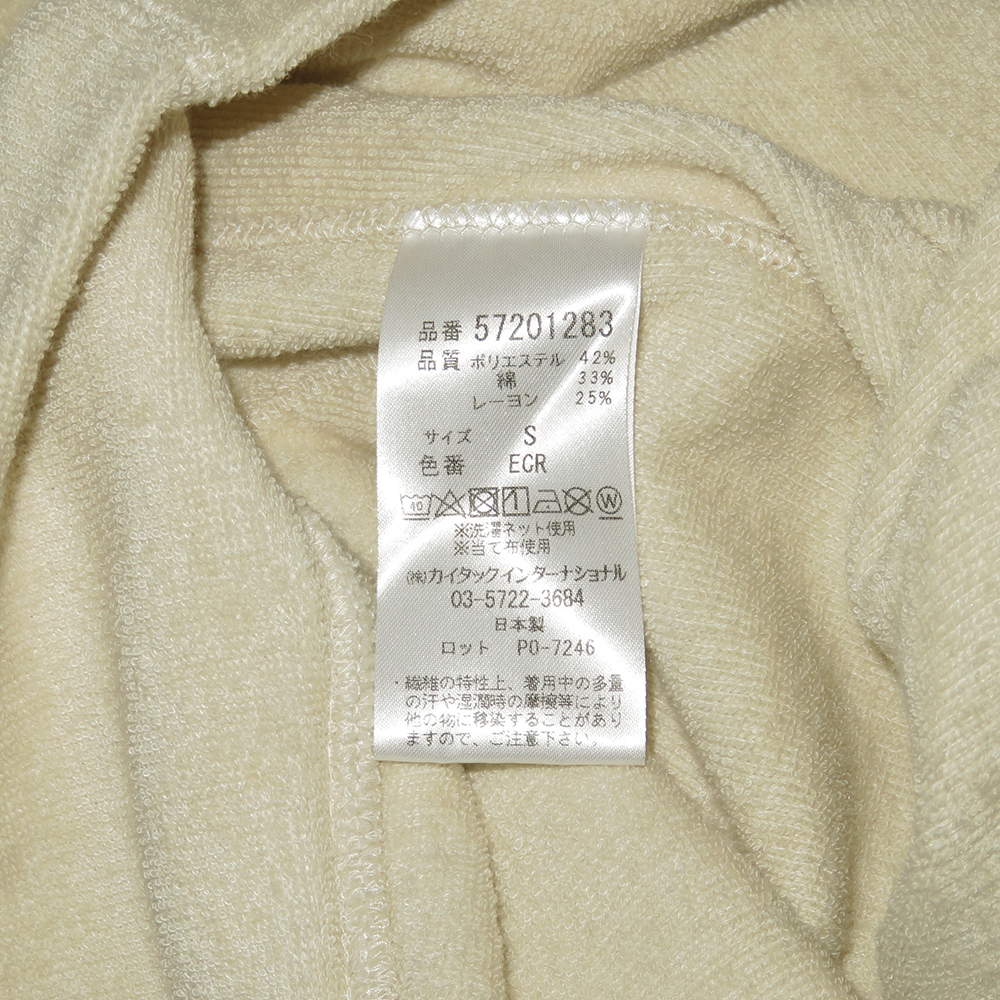 品番 57201283
品質 ポリエステル 42%
綿 33%
レーヨン 25%
サイズ S
色番 ECR
40 1 W
※洗濯ネット使用
※当て布使用
㈱カイタックインターナショナル
03-5722-3684
日本製
ロット PO-7246
・繊維の特性上、着用中の多量
の汗や湿潤時の摩擦等により
他の物に移染することがあり
ますので、ご注意下さい。